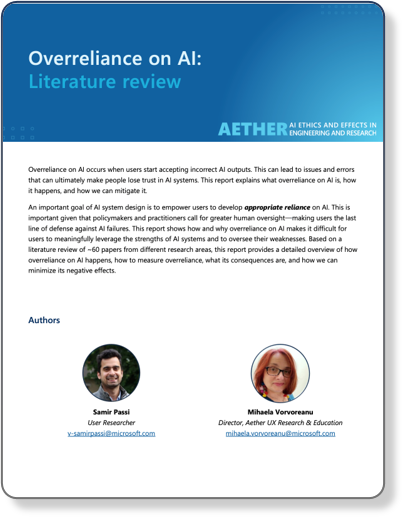 Overreliance on AI:
Literature review
AETHER AI ETHICS AND EFFECTS IN
ENGINEERING AND RESEARCH
Overreliance on AI occurs when users start accepting incorrect AI outputs. This can lead to issues and errors
that can ultimately make people lose trust in AI systems. This report explains what overreliance on AI is, how
it happens, and how we can mitigate it.
An important goal of AI system design is to empower users to develop appropriate reliance on AI. This is
important given that policymakers and practitioners call for greater human oversight—making users the last
line of defense against AI failures. This report shows how and why overreliance on AI makes it difficult for
users to meaningfully leverage the strengths of AI systems and to oversee their weaknesses. Based on a
literature review of ~60 papers from different research areas, this report provides a detailed overview of how
overreliance on AI happens, how to measure overreliance, what its consequences are, and how we can
minimize its negative effects.
Authors
Samir Passi
User Researcher
v-samirpassi@microsoft.com
Mihaela Vorvoreanu
Director, Aether UX Research & Education
mihaela.vorvoreanu@microsoft.com